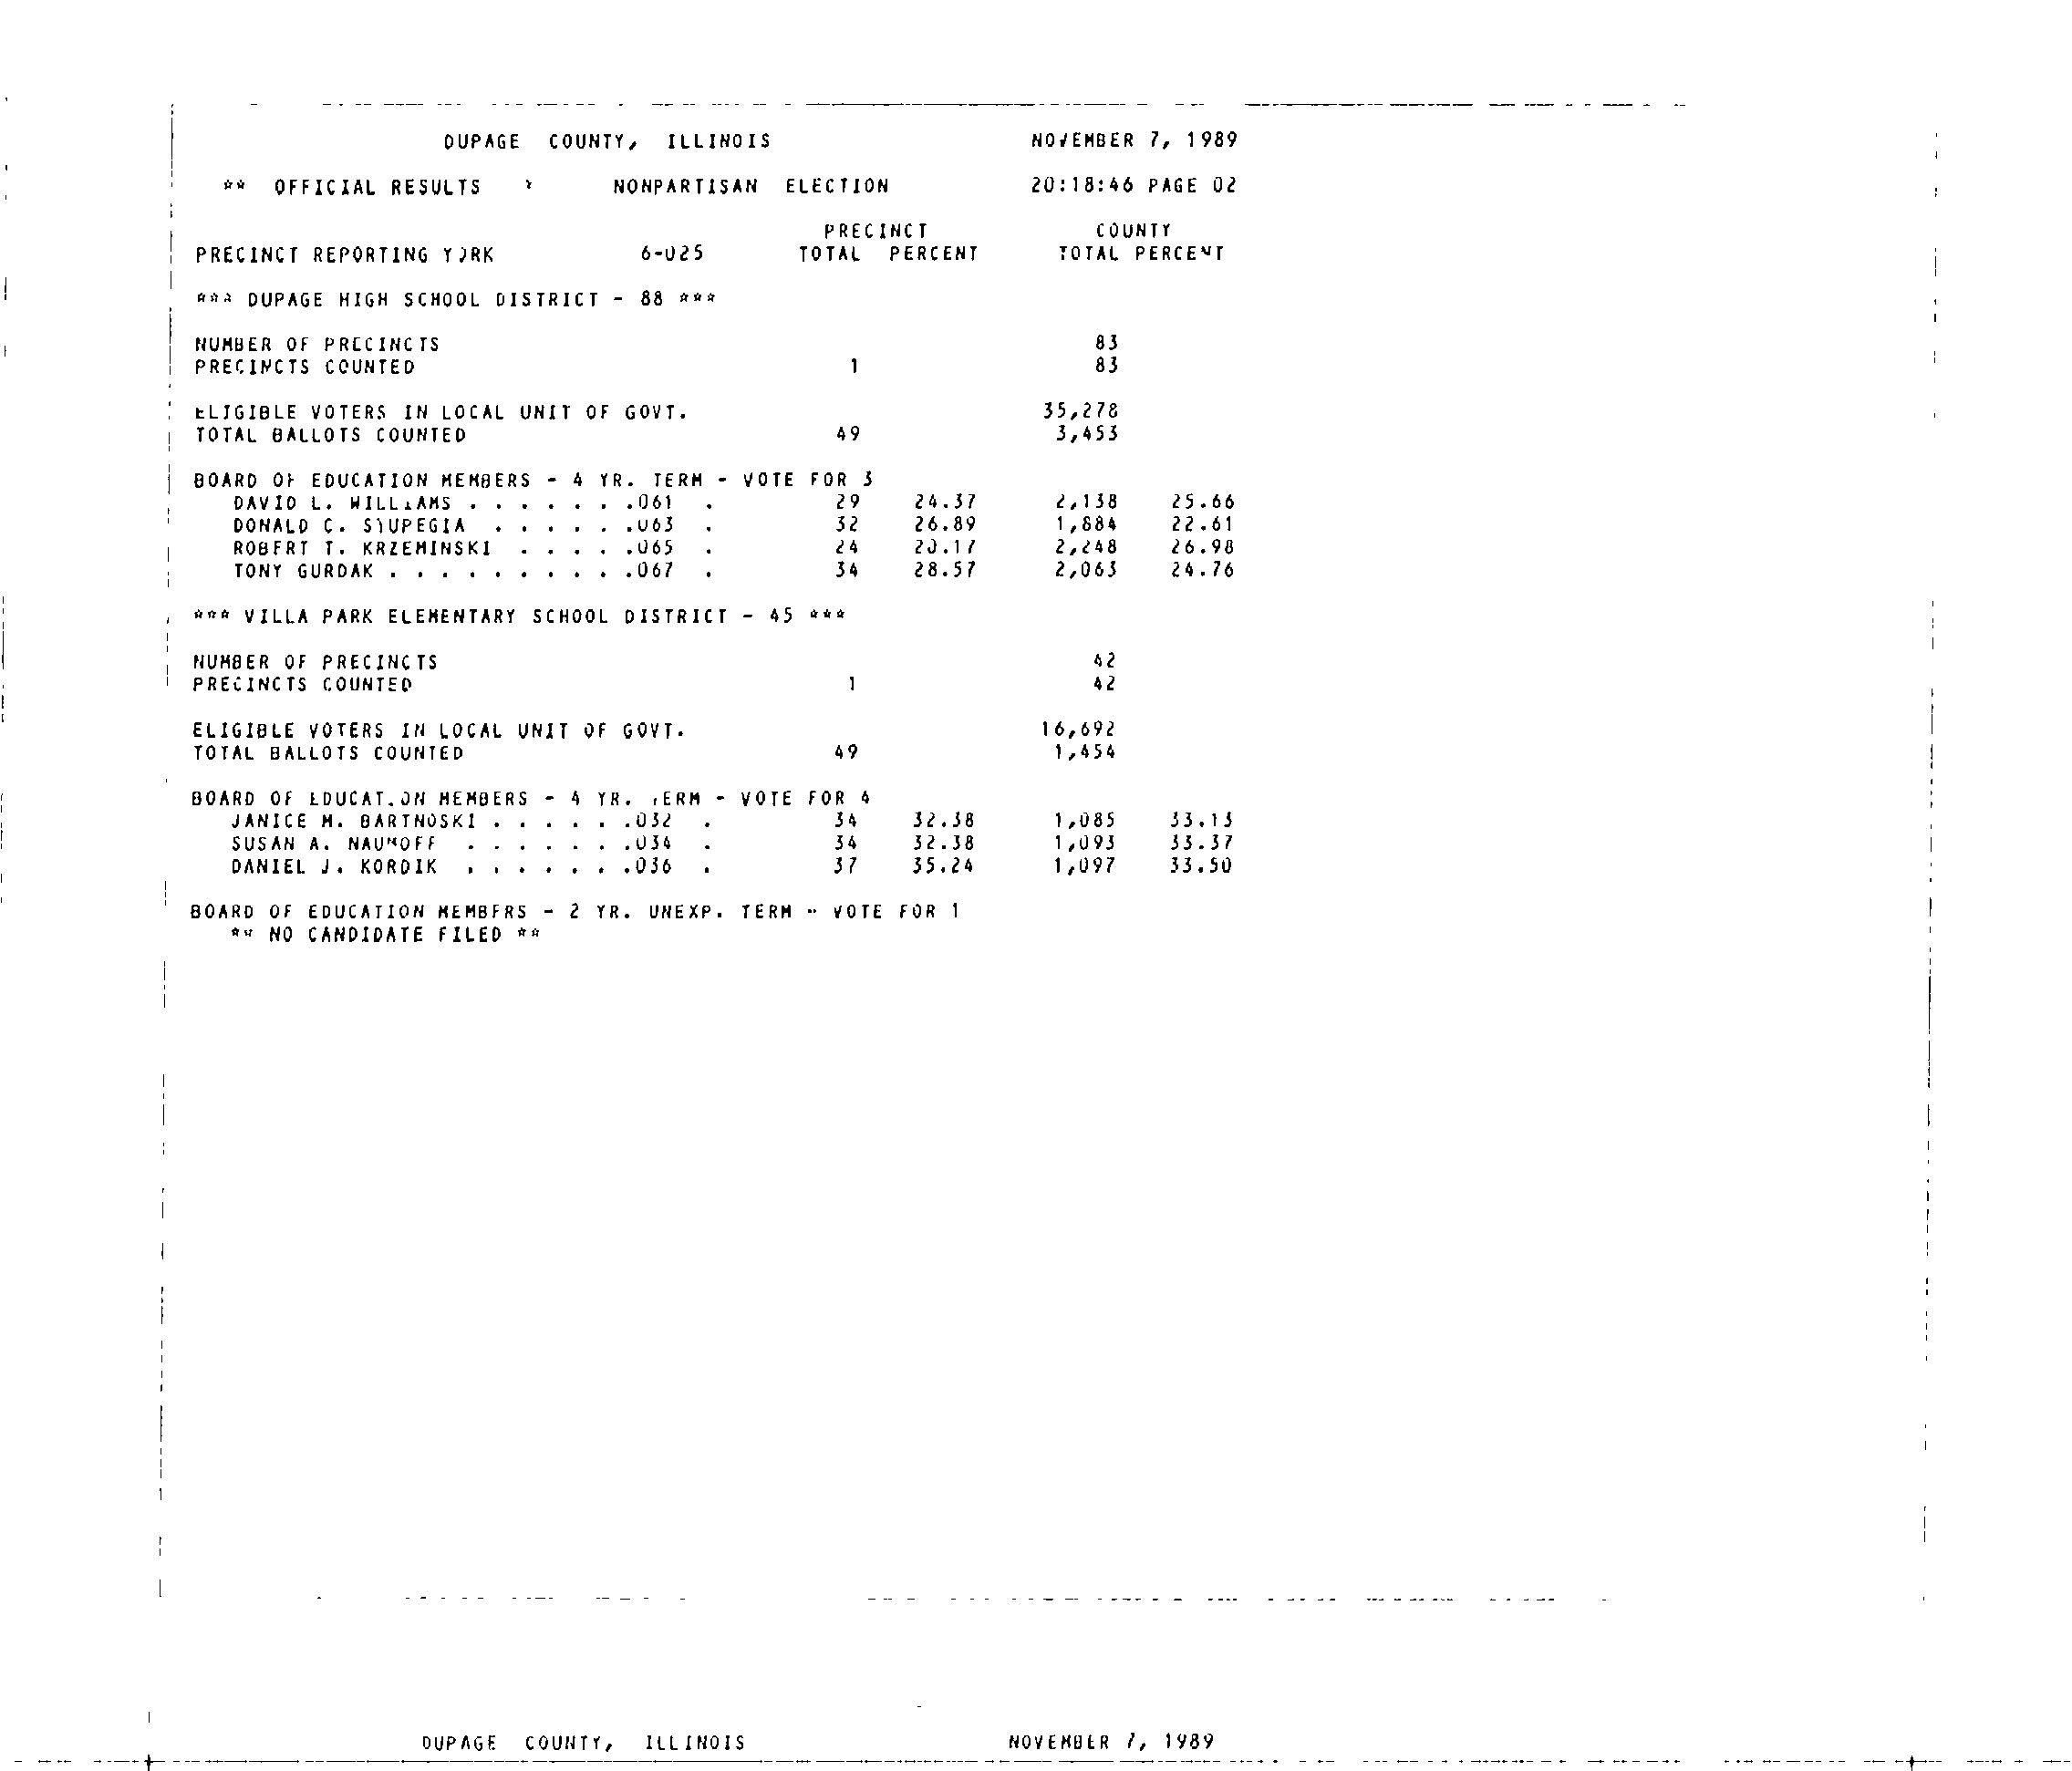 DUPAGE COUNTY, ILLINOIS NOVEMBER 7, 1989
** OFFICIAL RESULTS * NONPARTISAN ELECTION 20:18:46 PAGE 02
PRECINCT COUNTY
PRECINCT REPORTING YORK 6-025 TOTAL PERCENT TOTAL PERCENT
*** DUPAGE HIGH SCHOOL DISTRICT - 88 ***
NUMBER OF PRECINCTS 83
PRECINCTS COUNTED 1 83
ELIGIBLE VOTERS IN LOCAL UNIT OF GOVT. 35,278
TOTAL BALLOTS COUNTED 49 3,453
BOARD OF EDUCATION MEMBERS - 4 YR. TERM - VOTE FOR 3
DAVID L. WILLIAMS . . . . . . .061 . 29 24.37 2,138 25.66
DONALD C. STUPEGIA . . . . . .063 . 32 26.89 1,884 22.61
ROBERT T. KRZEMINSKI . . . . .065 . 24 20.17 2,248 26.98
TONY GURDAK . . . . . . . . . .067 . 34 28.57 2,063 24.76
*** VILLA PARK ELEMENTARY SCHOOL DISTRICT - 45 ***
NUMBER OF PRECINCTS 42
PRECINCTS COUNTED 1 42
ELIGIBLE VOTERS IN LOCAL UNIT OF GOVT. 16,692
TOTAL BALLOTS COUNTED 49 1,454
BOARD OF EDUCATION MEMBERS - 4 YR. TERM - VOTE FOR 4
JANICE M. BARTNOSKI . . . . . .032 . 34 32.38 1,085 33.13
SUSAN A. NAUMOFF . . . . . . .034 . 34 32.38 1,093 33.37
DANIEL J. KORDIK . . . . . . .036 . 37 35.24 1,097 33.50
BOARD OF EDUCATION MEMBERS - 2 YR. UNEXP. TERM - VOTE FOR 1
** NO CANDIDATE FILED **
DUPAGE COUNTY, ILLINOIS NOVEMBER 7, 1989